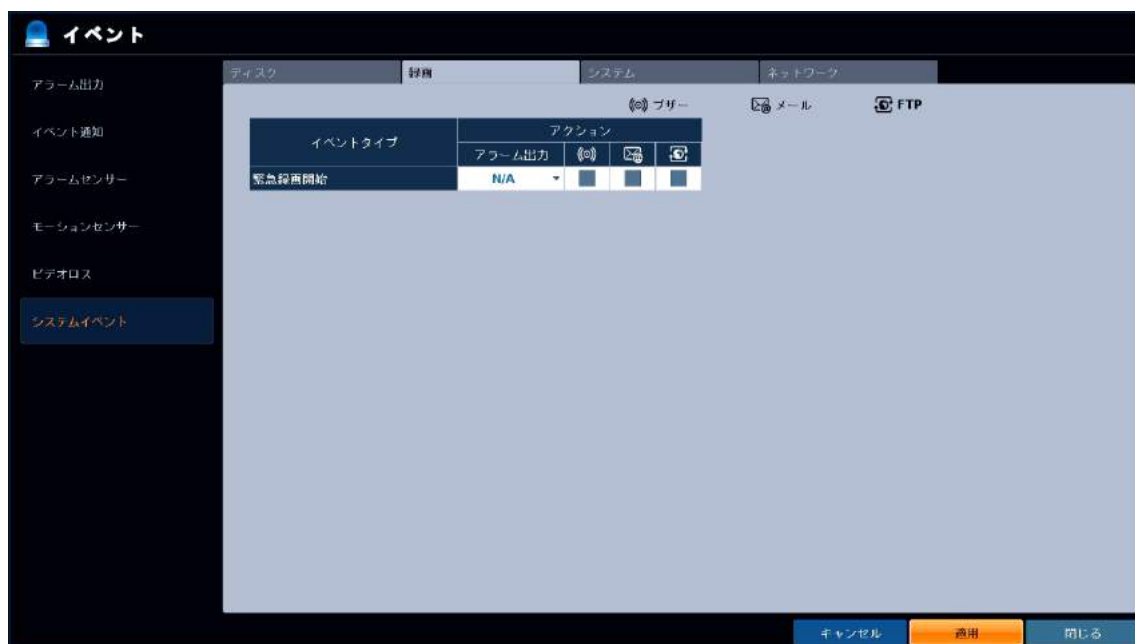 イベント
アラーム出力
イベント通知
アラームセンサー
モーションセンサー
ビデオロス
システムイベント
ディスク 録画 システム ネットワーク
ブザー メール FTP
イベントタイプ アクション
アラーム出力
緊急録画開始 N/A
キャンセル 適用 閉じる